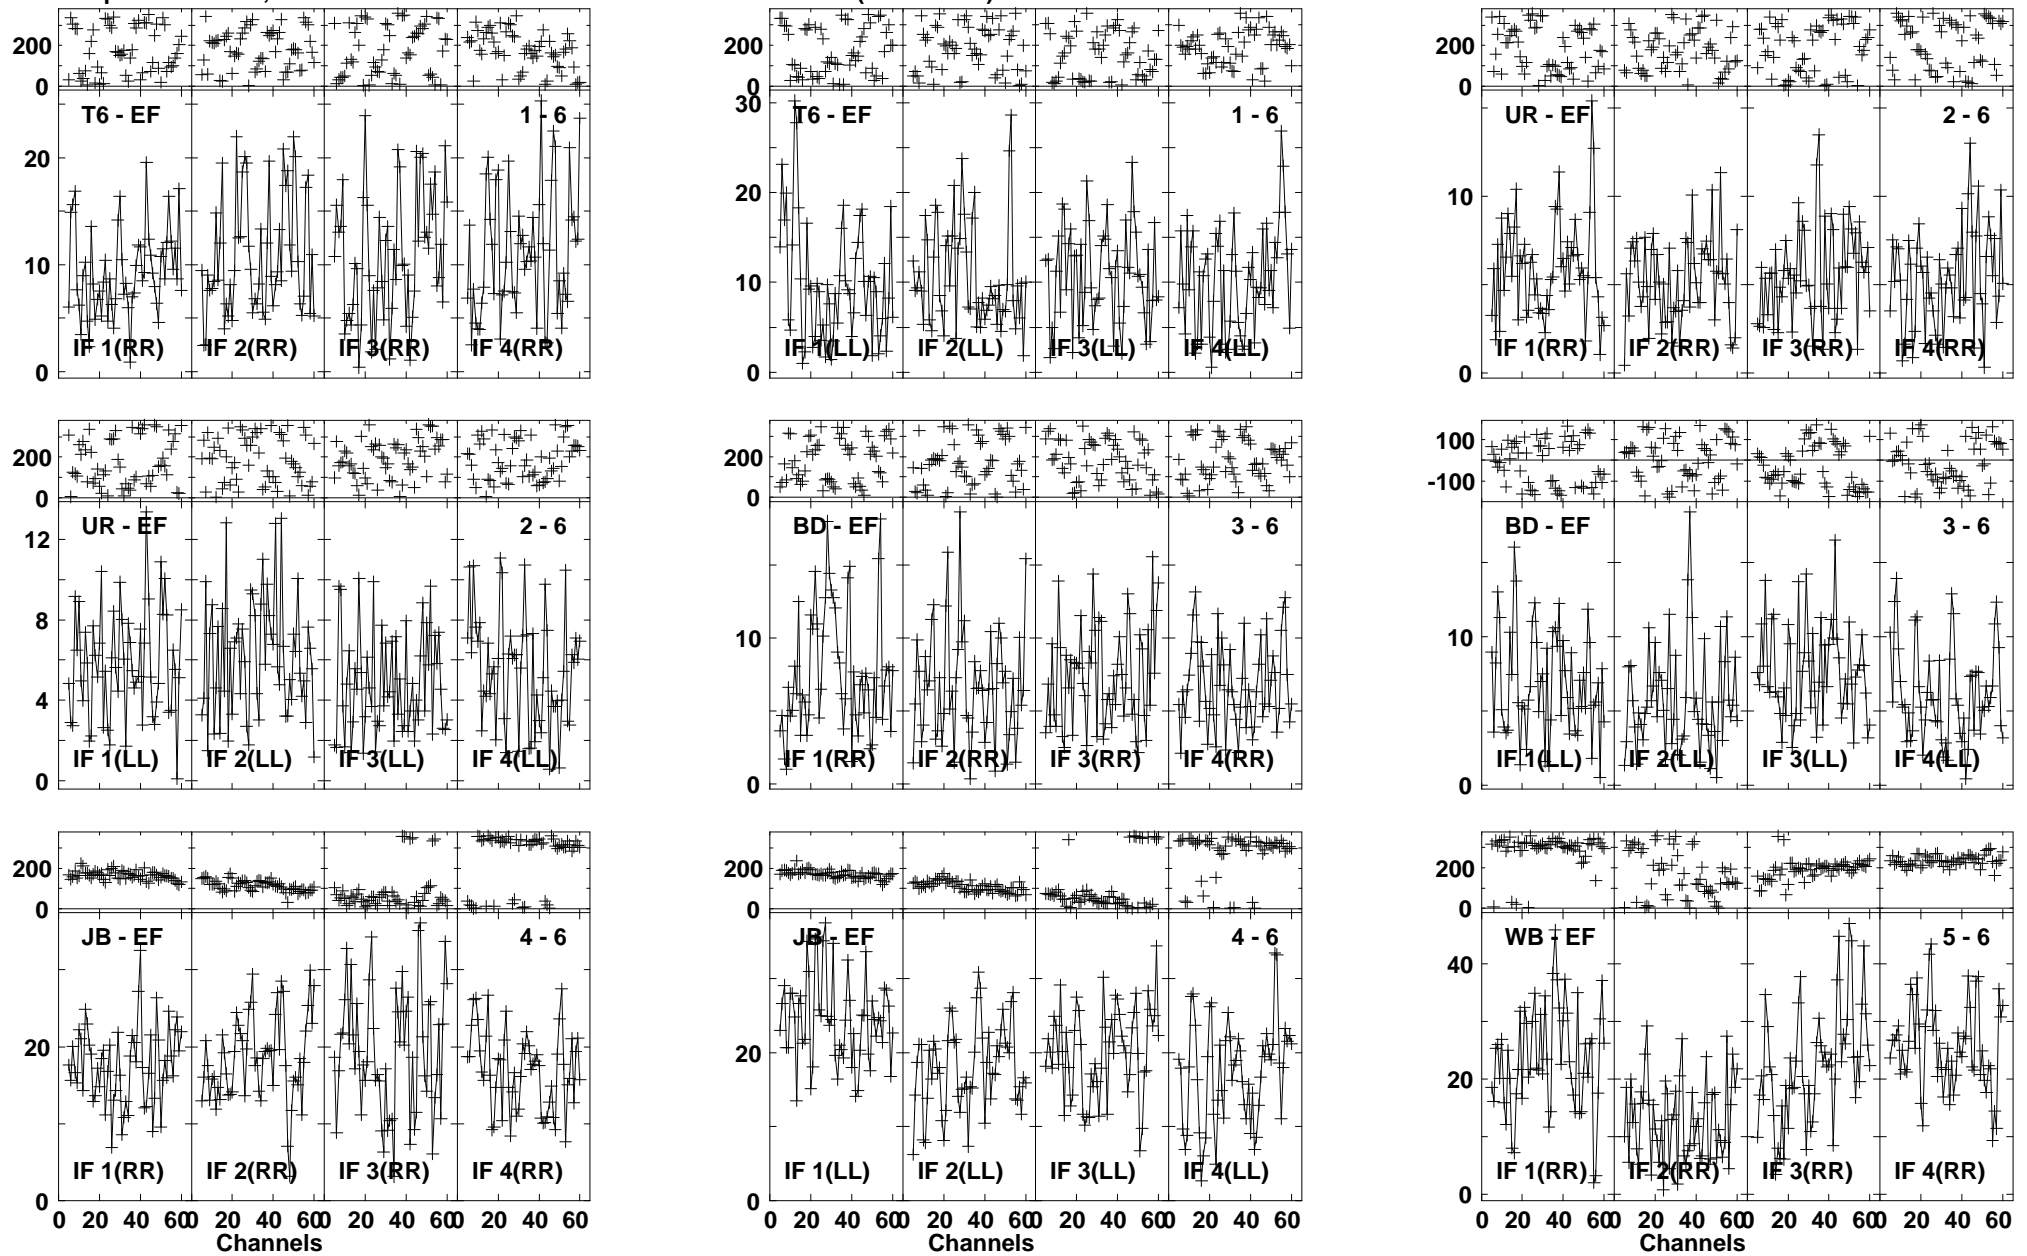 200
0
200
0
200
0
T6 - EF 1 - 6
20
10
0
IF 1(RR) IF 2(RR) IF 3(RR) IF 4(RR)
T6 - EF 1 - 6
30
20
10
0
IF 1(LL) IF 2(LL) IF 3(LL) IF 4(LL)
UR - EF 2 - 6
10
0
IF 1(RR) IF 2(RR) IF 3(RR) IF 4(RR)
200
0
200
0
100
-100
UR - EF 2 - 6
12
8
4
0
IF 1(LL) IF 2(LL) IF 3(LL) IF 4(LL)
BD - EF 3 - 6
10
0
IF 1(RR) IF 2(RR) IF 3(RR) IF 4(RR)
BD - EF 3 - 6
10
0
IF 1(LL) IF 2(LL) IF 3(LL) IF 4(LL)
200
0
200
0
200
0
JB - EF 4 - 6
20
0
IF 1(RR) IF 2(RR) IF 3(RR) IF 4(RR)
0 20 40 60 0 20 40 60 0 20 40 60 0 20 40 60
Channels
JB - EF 4 - 6
20
0
IF 1(LL) IF 2(LL) IF 3(LL) IF 4(LL)
0 20 40 60 0 20 40 60 0 20 40 60 0 20 40 60
Channels
WB - EF 5 - 6
40
20
0
IF 1(RR) IF 2(RR) IF 3(RR) IF 4(RR)
0 20 40 60 0 20 40 60 0 20 40 60 0 20 40 60
Channels